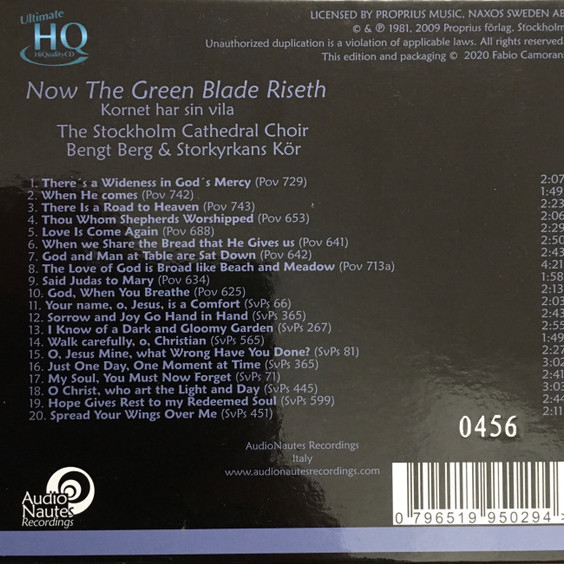 Ultimate
HQ
HiQualityCD
LICENSED BY PROPRIUS MUSIC, NAXOS SWEDEN AB
© & ℗ 1981, 2009 Proprius förlag, Stockholm
Unauthorized duplication is a violation of applicable laws. All rights reserved
This edition and packaging © 2020 Fabio Camoran
Now The Green Blade Riseth
Kornet har sin vila
The Stockholm Cathedral Choir
Bengt Berg & Storkyrkans Kör
1. There´s a Wideness in God´s Mercy (Pov 729) 2:07
2. When He comes (Pov 742) 1:49
3. There Is a Road to Heaven (Pov 743) 2:23
4. Thou Whom Shepherds Worshipped (Pov 653) 2:06
5. Love Is Come Again (Pov 688) 2:29
6. When we Share the Bread that He Gives us (Pov 641) 2:50
7. God and Man at Table are Sat Down (Pov 642) 2:43
8. The Love of God is Broad like Beach and Meadow (Pov 713a) 4:21
9. Said Judas to Mary (Pov 634) 1:58
10. God, When You Breathe (Pov 625) 2:13
11. Your name, o, Jesus, is a Comfort (SvPs 66) 2:03
12. Sorrow and Joy Go Hand in Hand (SvPs 365) 2:43
13. I Know of a Dark and Gloomy Garden (SvPs 267) 2:55
14. Walk carefully, o, Christian (SvPs 565) 1:49
15. O, Jesus Mine, what Wrong Have You Done? (SvPs 81) 2:27
16. Just One Day, One Moment at Time (SvPs 365) 3:02
17. My Soul, You Must Now Forget (SvPs 71) 2:41
18. O Christ, who art the Light and Day (SvPs 445) 3:03
19. Hope Gives Rest to my Redeemed Soul (SvPs 599) 2:44
20. Spread Your Wings Over Me (SvPs 451) 2:11
0456
AudioNautes Recordings
Italy
www.audionautesrecordings.com
Audio
Nautes
Recordings
0 796519 950294 >